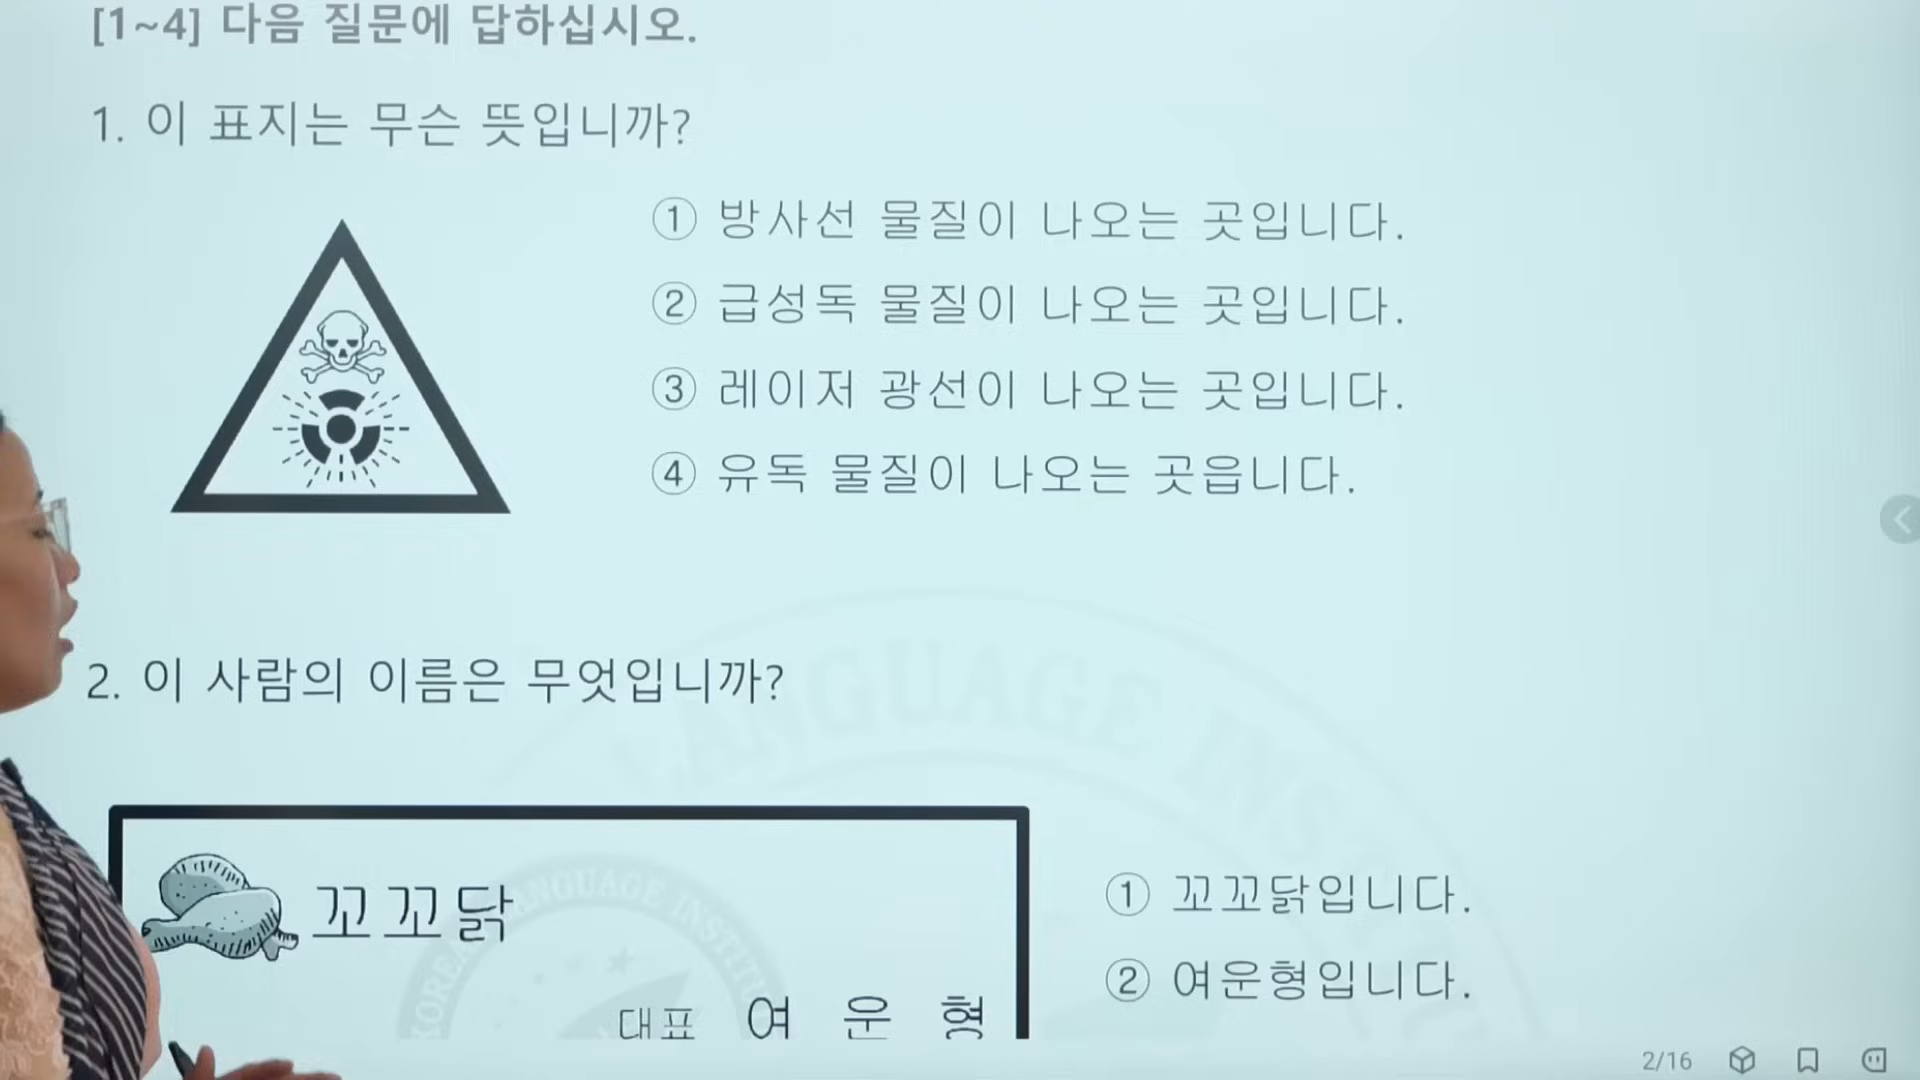 [1~4] 다음 질문에 답하십시오.
1. 이 표지는 무슨 뜻입니까?
① 방사선 물질이 나오는 곳입니다.
② 급성독 물질이 나오는 곳입니다.
③ 레이저 광선이 나오는 곳입니다.
④ 유독 물질이 나오는 곳읍니다.
2. 이 사람의 이름은 무엇입니까?
LANGUAGE INSTITU
꼬꼬닭
KOREA LANGUAGE INSTITU
대표 여 운 형
① 꼬꼬닭입니다.
② 여운형입니다.
2/16